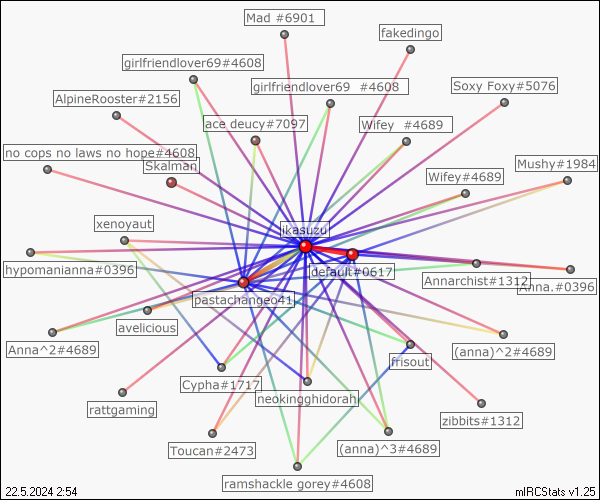 Mad #6901
fakedingo
girlfriendlover69#4608
girlfriendlover69  #4608
Soxy Foxy#5076
AlpineRooster#2156
ace deucy#7097
Wifey  #4689
no cops no laws no hope#4608
Skalman
Mushy#1984
Wifey#4689
xenoyaut
ikasuzu
hypomanianna#0396
default#0617
Annarchist#1312
Anna.#0396
pastachangeo41
avelicious
Anna^2#4689
(anna)^2#4689
frisout
Cypha#1717
neokingghidorah
rattgaming
zibbits#1312
Toucan#2473
(anna)^3#4689
ramshackle gorey#4608
22.5.2024 2:54
mIRCStats v1.25